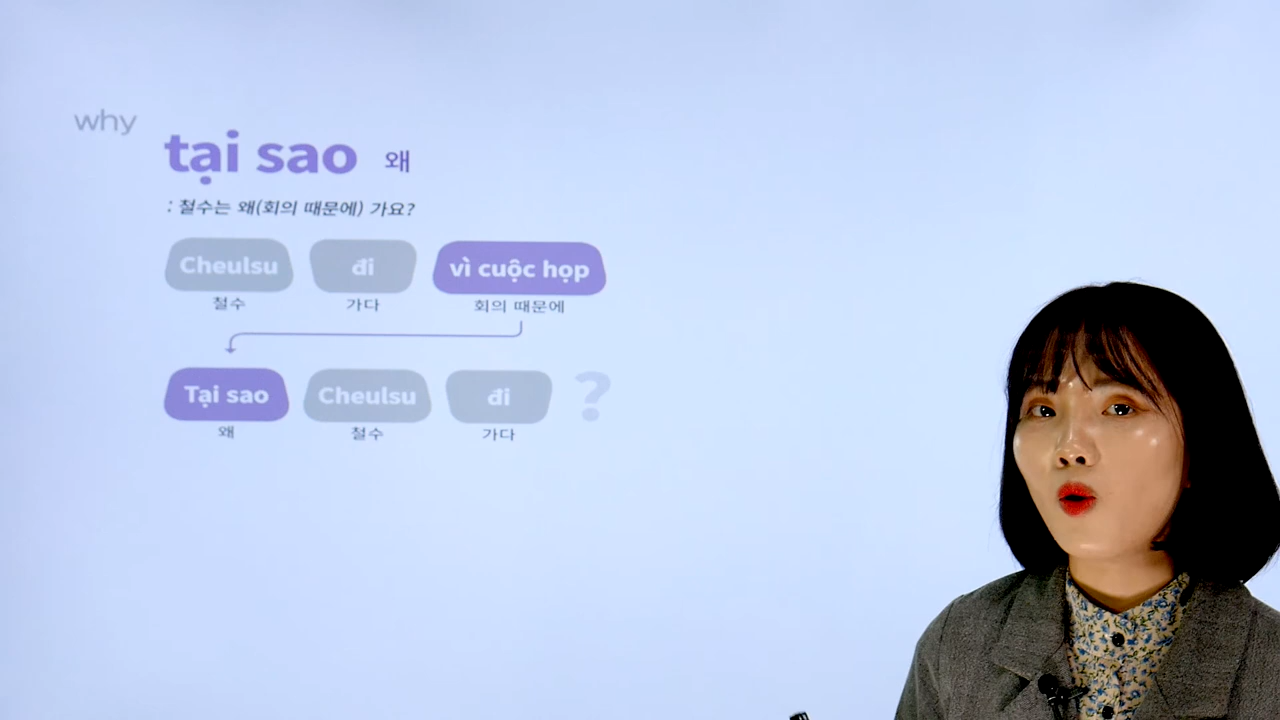 why
tại sao 왜
: 철수는 왜(회의 때문에) 가요?
Cheulsu đi vì cuộc họp
철수 가다 회의 때문에
Tại sao Cheulsu đi ?
왜 철수 가다